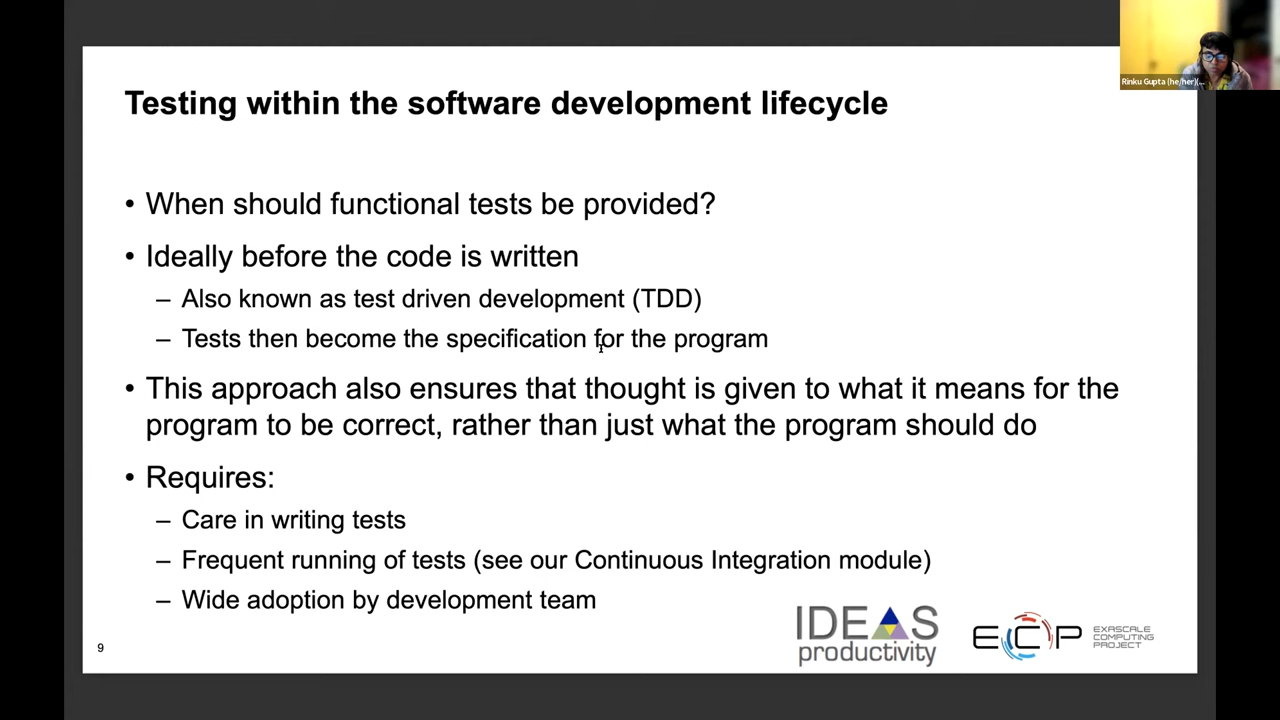 Rinku Gupta (he/her)(...
Testing within the software development lifecycle
• When should functional tests be provided?
• Ideally before the code is written
– Also known as test driven development (TDD)
– Tests then become the specification for the program
• This approach also ensures that thought is given to what it means for the
program to be correct, rather than just what the program should do
• Requires:
– Care in writing tests
– Frequent running of tests (see our Continuous Integration module)
– Wide adoption by development team
9
IDEAS
productivity
ECP
EXASCALE
COMPUTING
PROJECT